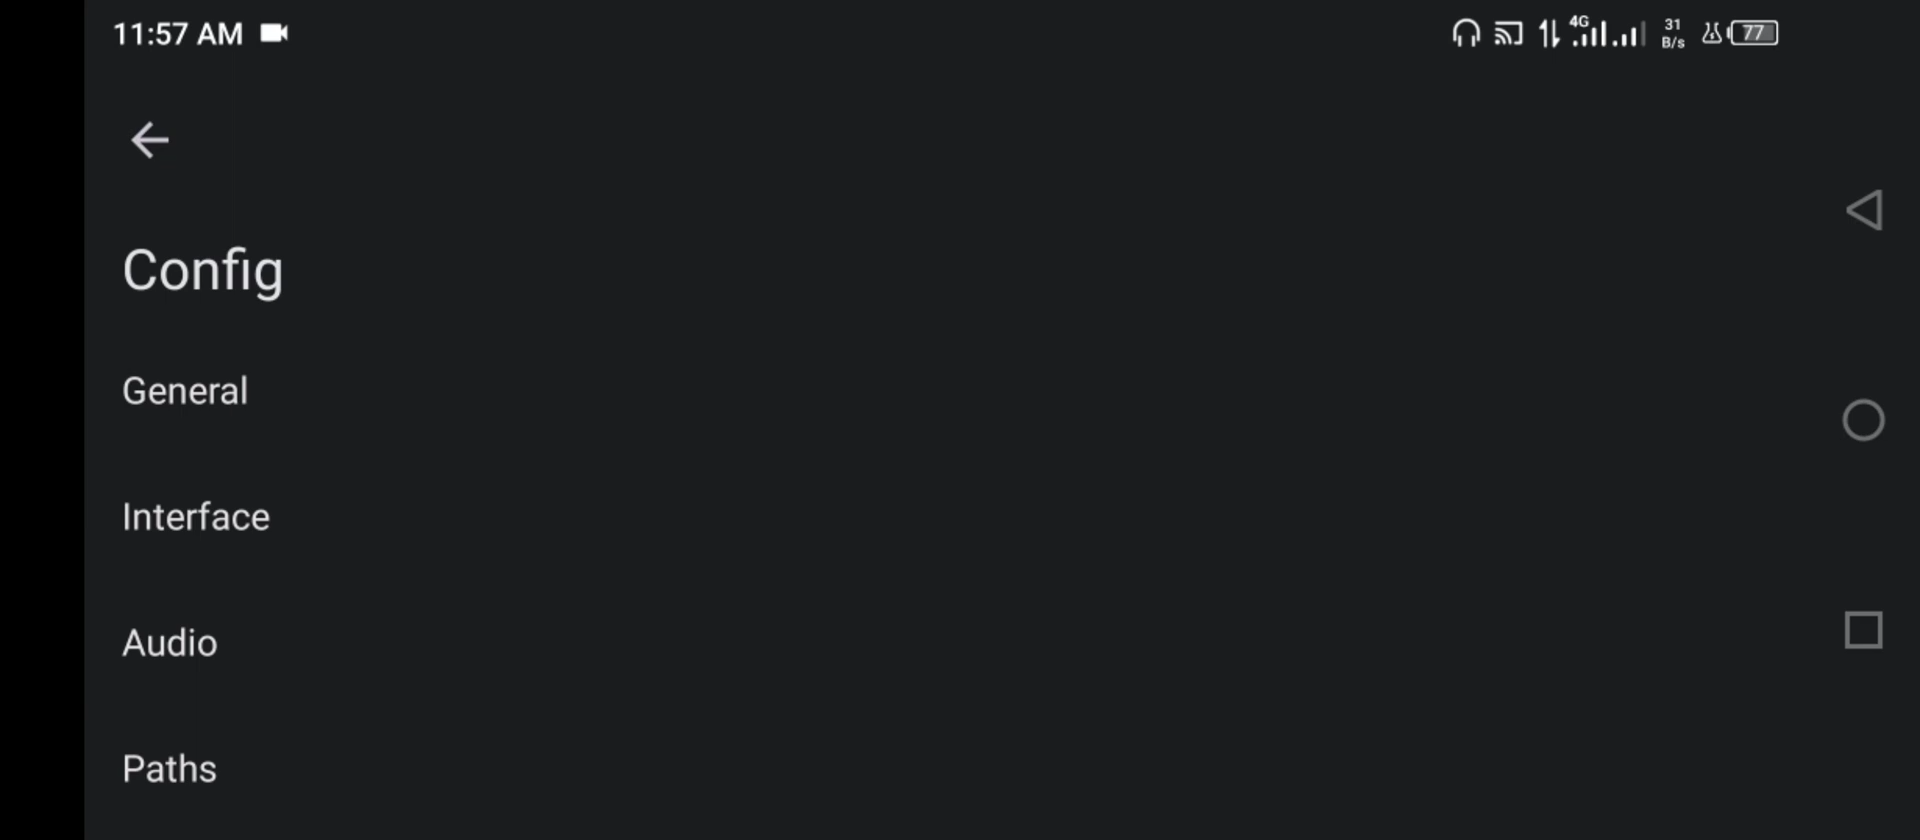 11:57 AM 4G 31 B/s 77
Config
General
Interface
Audio
Paths